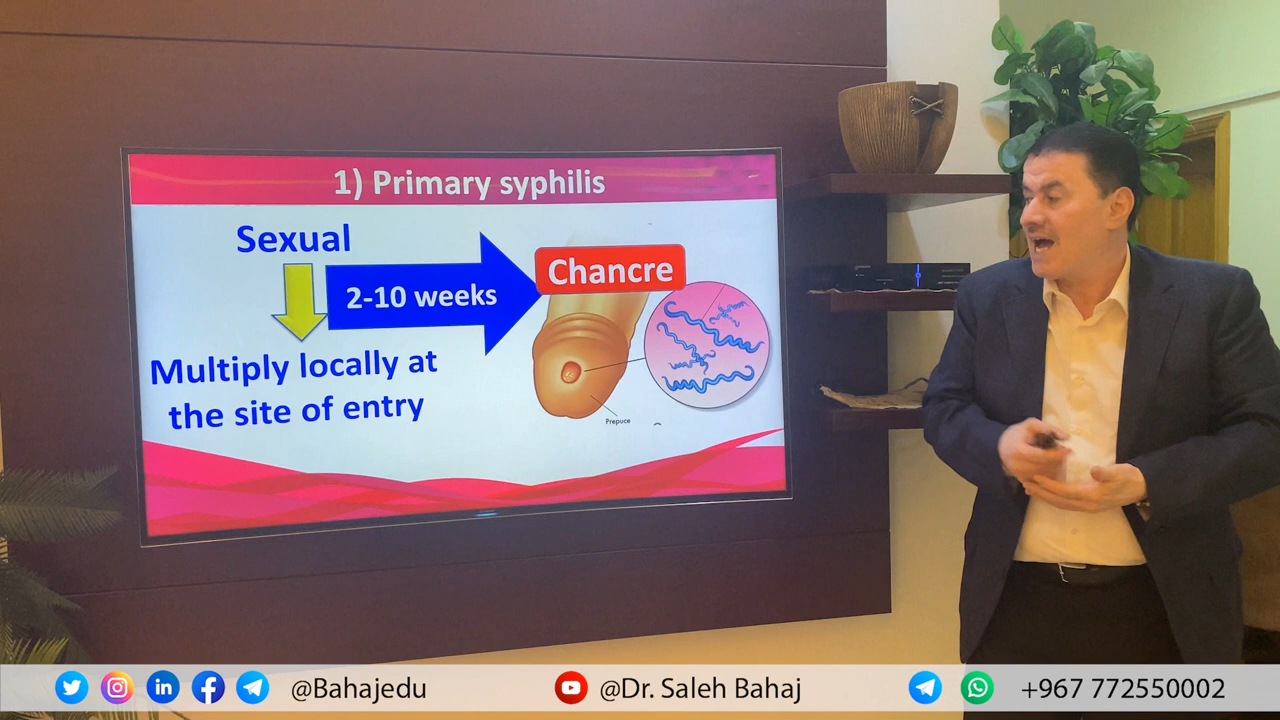 1) Primary syphilis
Sexual
2-10 weeks
Chancre
Multiply locally at
the site of entry
Prepuce
@Bahajedu
@Dr. Saleh Bahaj
+967 772550002